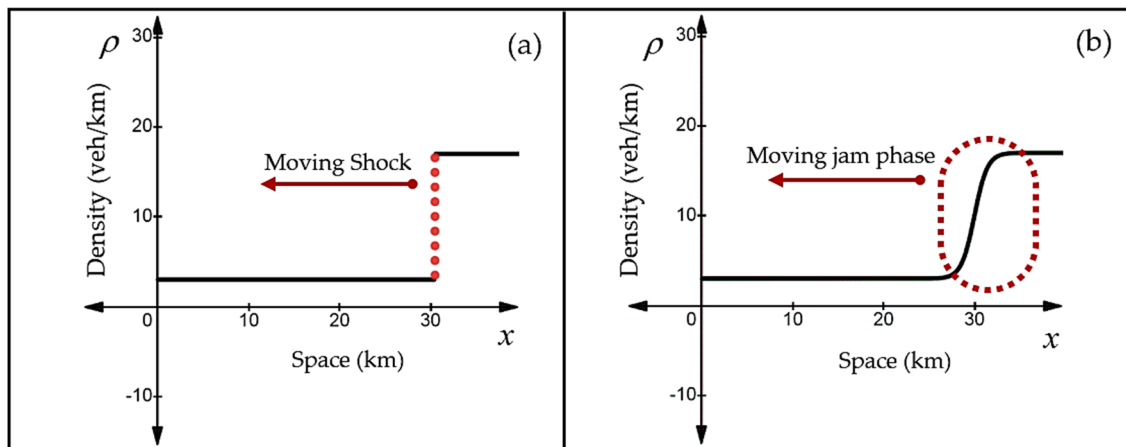 (a)
ρ
30
20
10
0
-10
10
20
30
x
Density (veh/km)
Space (km)
Moving Shock
(b)
ρ
30
20
10
0
-10
10
20
30
x
Density (veh/km)
Space (km)
Moving jam phase